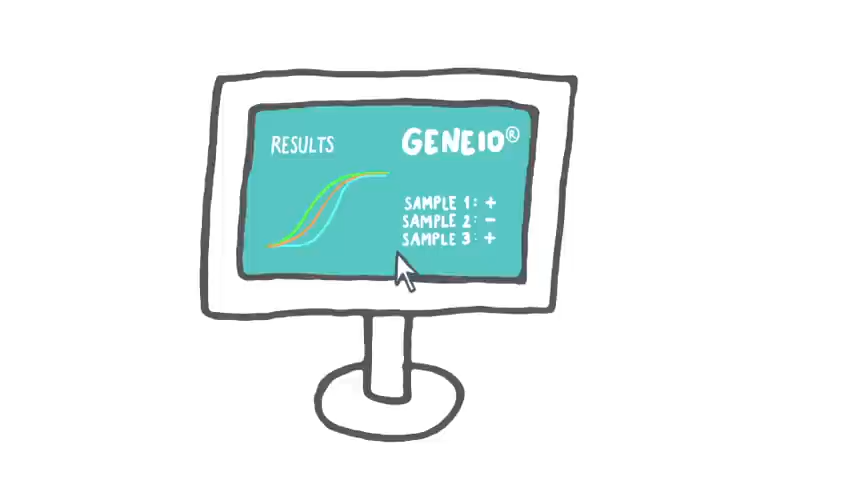 RESULTS
GENEIO®
SAMPLE 1: +
SAMPLE 2: -
SAMPLE 3: +